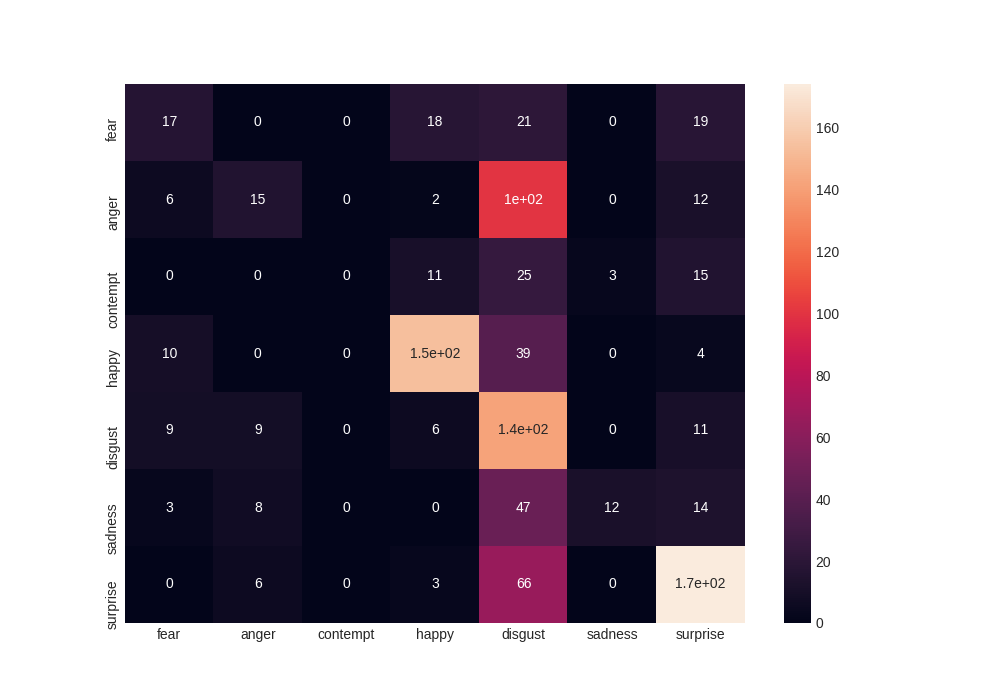 fear 17 0 0 18 21 0 19
anger 6 15 0 2 1e+02 0 12
contempt 0 0 0 11 25 3 15
happy 10 0 0 1.5e+02 39 0 4
disgust 9 9 0 6 1.4e+02 0 11
sadness 3 8 0 0 47 12 14
surprise 0 6 0 3 66 0 1.7e+02
fear anger contempt happy disgust sadness surprise
160
140
120
100
80
60
40
20
0